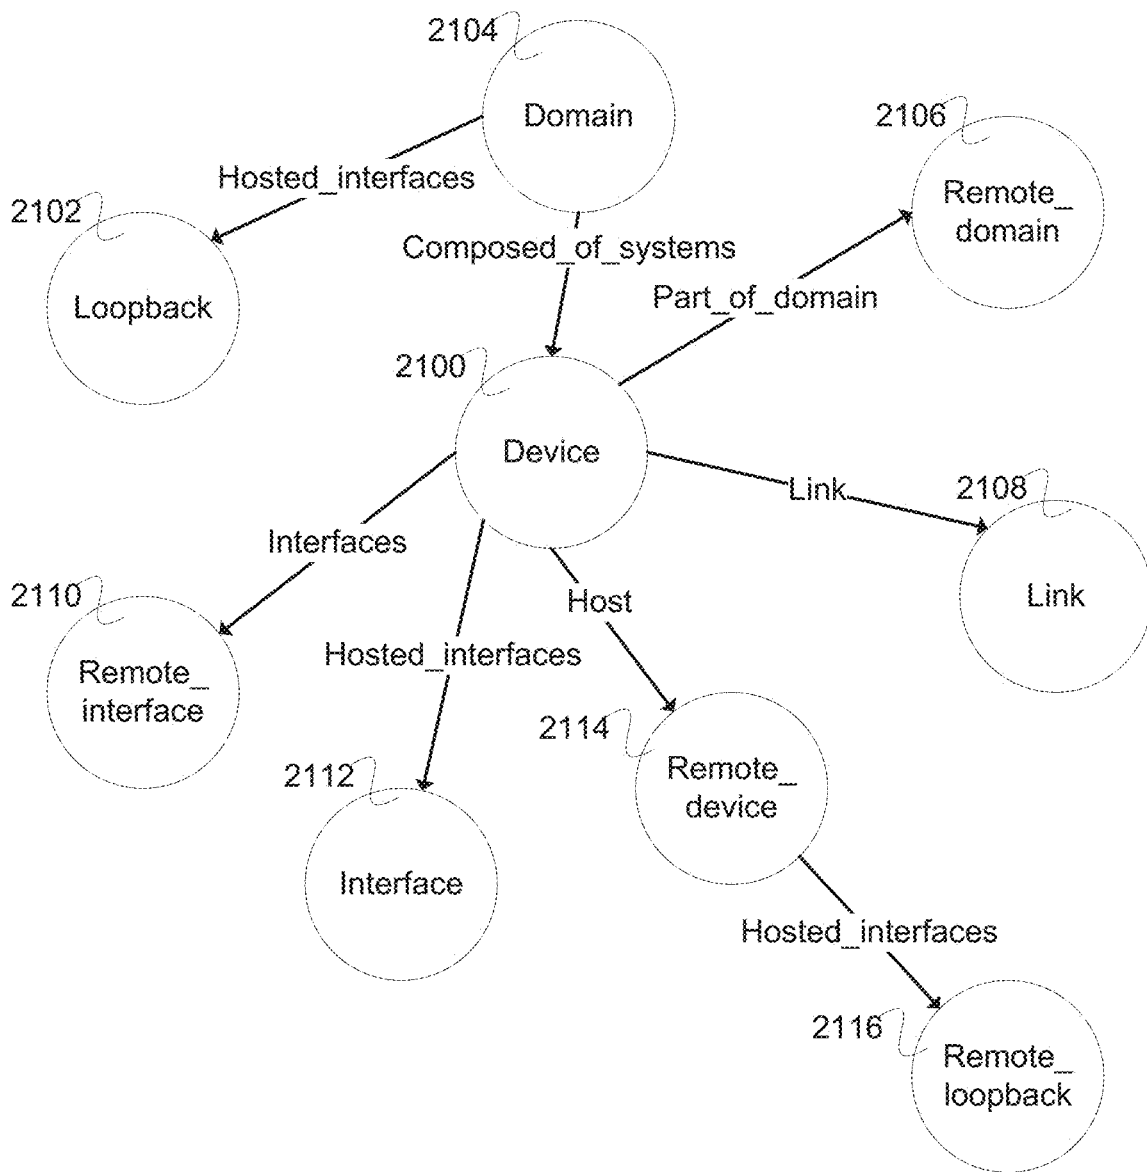 2104
Domain
2106
Remote_
domain
Hosted_interfaces
2102
Loopback
Composed_of_systems
Part_of_domain
2100
Device
Link
2108
Link
Interfaces
2110
Remote_
interface
Host
Hosted_interfaces
2114
Remote_
device
2112
Interface
Hosted_interfaces
2116
Remote_
loopback